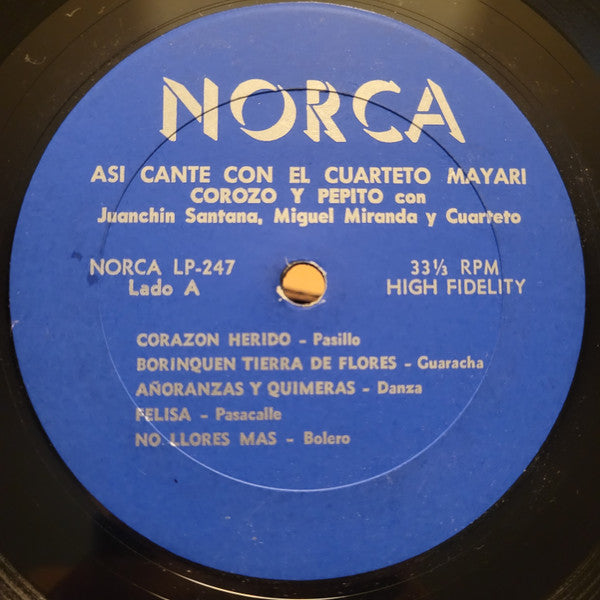 NORCA
ASI CANTE CON EL CUARTETO MAYARI
COROZO Y PEPITO con
Juanchin Santana, Miguel Miranda y Cuarteto
NORCA LP-247
Lado A
33⅓ RPM
HIGH FIDELITY
CORAZON HERIDO - Pasillo
BORINQUEN TIERRA DE FLORES - Guaracha
AÑORANZAS Y QUIMERAS - Danza
FELISA - Pasacalle
NO LLORES MAS - Bolero